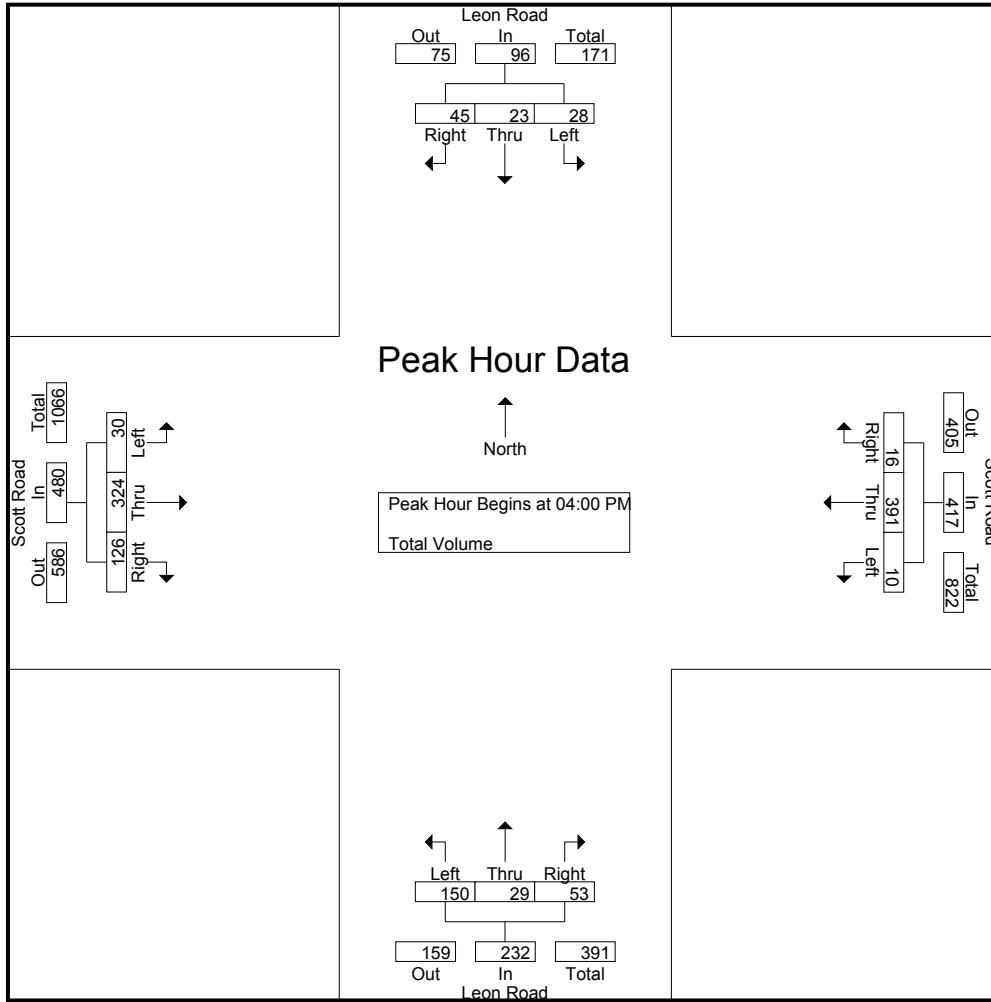 Leon Road
Out In Total
75 96 171
45 23 28
Right Thru Left
Peak Hour Data
North
Peak Hour Begins at 04:00 PM
Total Volume
Scott Road
Total In Out
1066 480 586
30 324 126
Left Thru Right
Right Thru Left
16 391 10
Out In Total
405 417 822
Scott Road
Left Thru Right
150 29 53
159 232 391
Out In Total
Leon Road